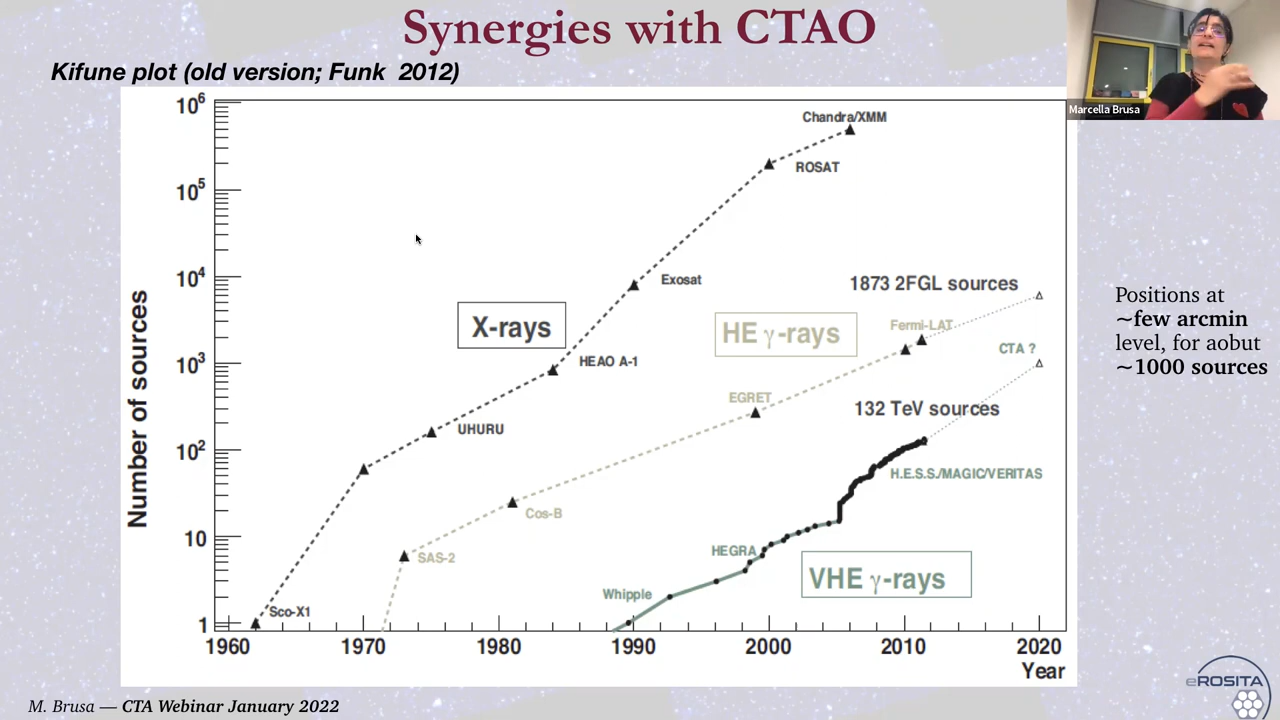 Synergies with CTAO
Kifune plot (old version; Funk 2012)
Marcella Brusa
10^6
10^5
10^4
10^3
10^2
10
1
Number of sources
Chandra/XMM
ROSAT
Exosat
1873 2FGL sources
X-rays
HE γ-rays
Fermi-LAT
CTA ?
HEAO A-1
EGRET
132 TeV sources
UHURU
H.E.S.S./MAGIC/VERITAS
Cos-B
HEGRA
SAS-2
VHE γ-rays
Whipple
Sco-X1
1960 1970 1980 1990 2000 2010 2020
Year
Positions at
~few arcmin
level, for aobut
~1000 sources
M. Brusa — CTA Webinar January 2022
eROSITA